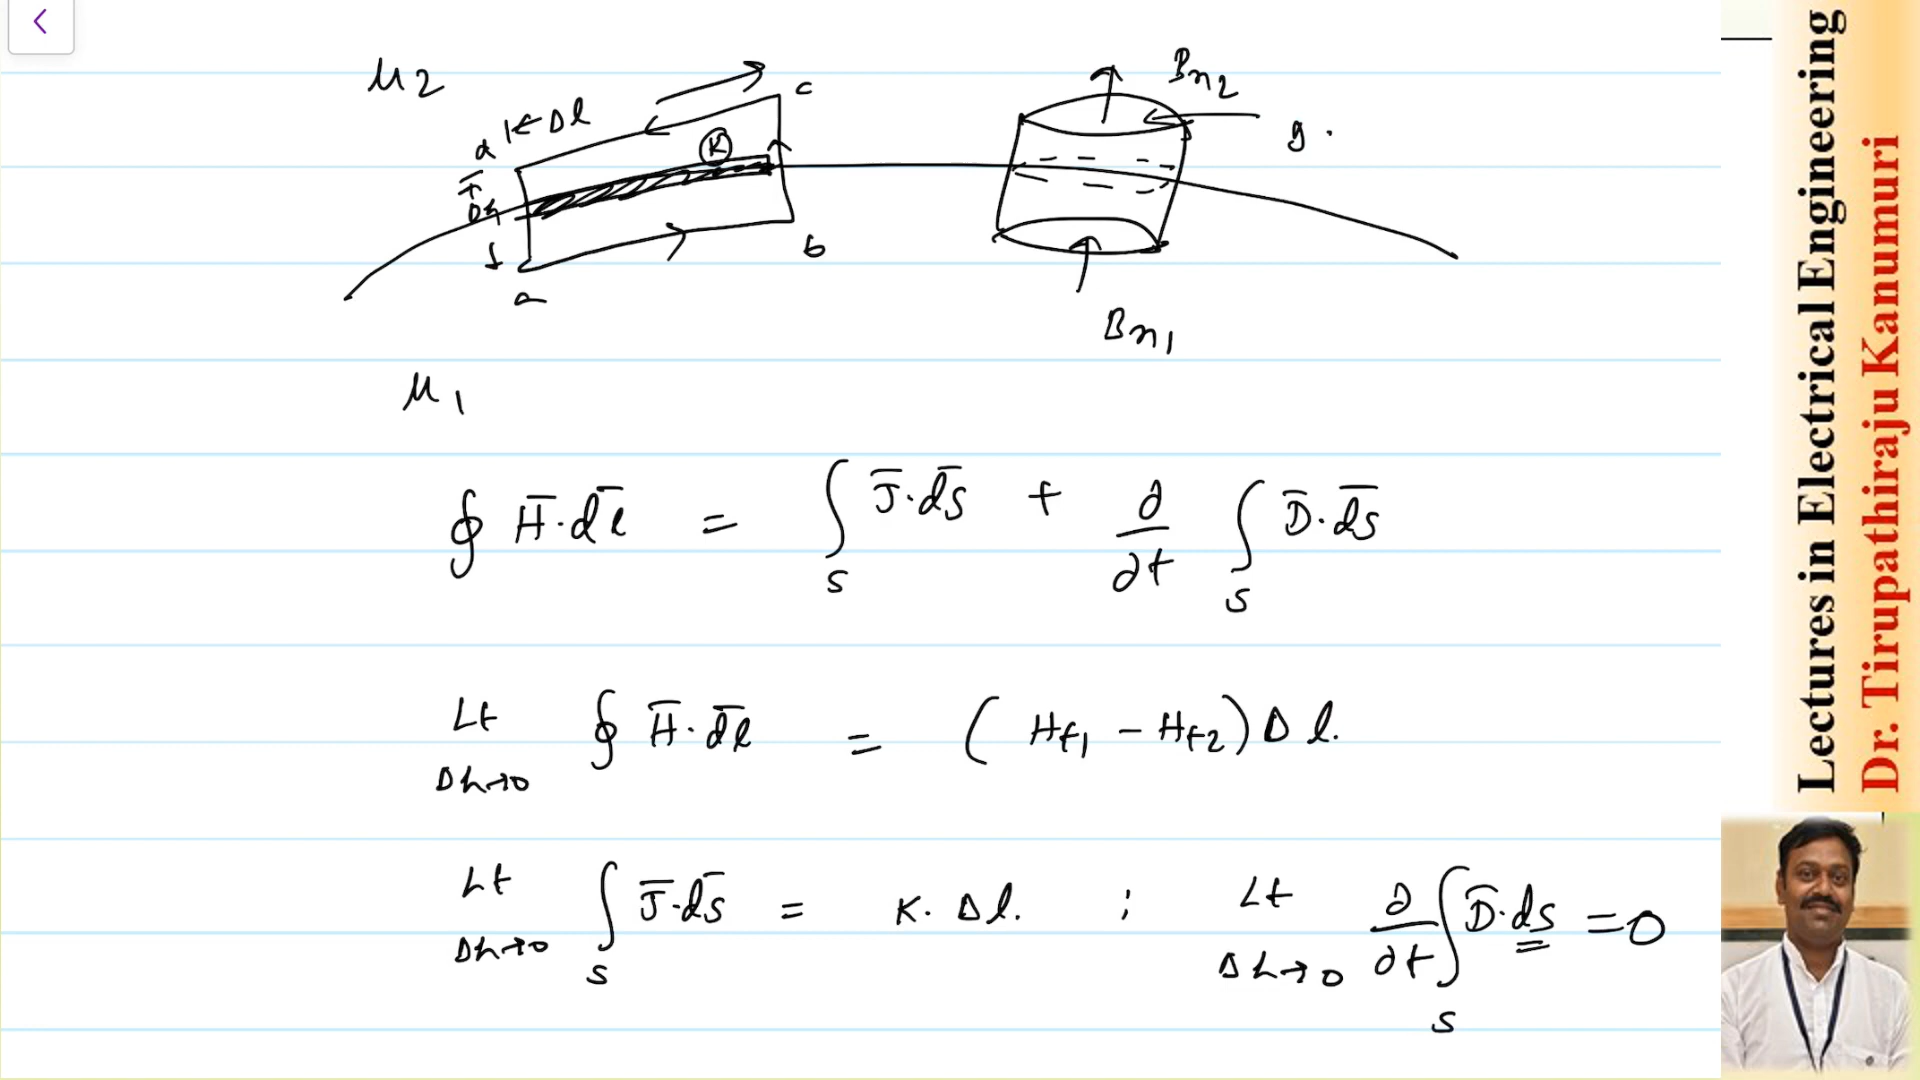 μ2
c
|← Δl
d
K
Δh
b
a
Bn2
g.
Bn1
μ1
∮ H̄·dl̄ = ∫s J̄·ds̄ + ∂/∂t ∫s D̄·ds̄
Lt Δh→0 ∮ H̄·dl̄ = (Ht1 - Ht2) Δl.
Lt Δh→0 ∫s J̄·ds̄ = K·Δl. ; Lt Δh→0 ∂/∂t ∫s D̄·ds̄ = 0
Lectures in Electrical Engineering
Dr. Tirupathiraju Kanumuri